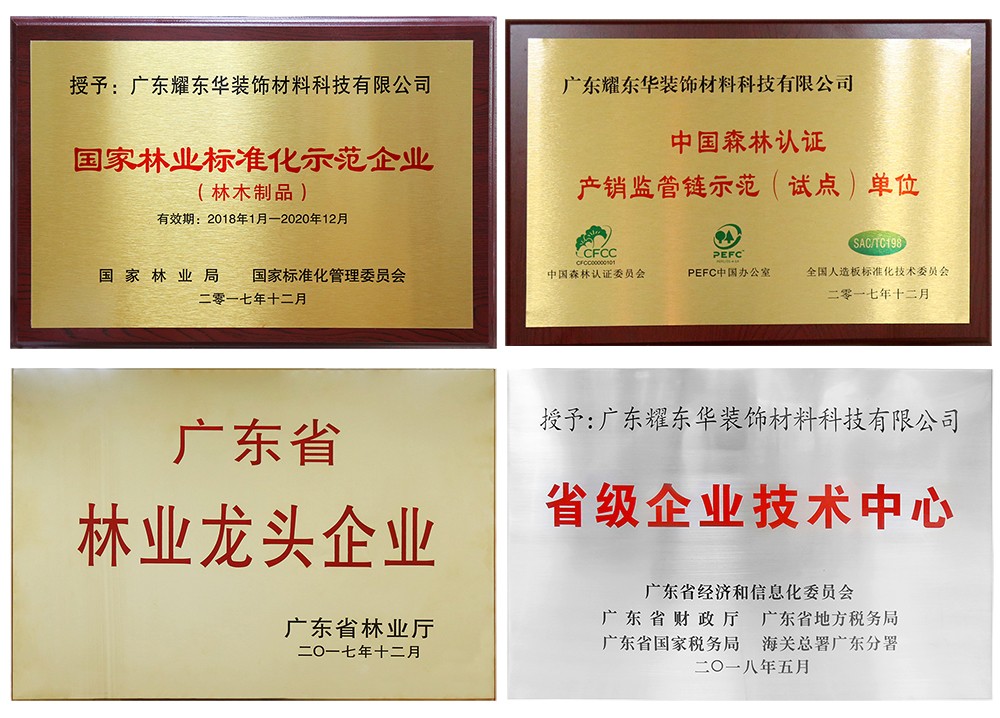 授予：广东耀东华装饰材料科技有限公司
国家林业标准化示范企业
（林木制品）
有效期：2018年1月—2020年12月
国家林业局 国家标准化管理委员会
二零一七年十二月
广东耀东华装饰材料科技有限公司
中国森林认证
产销监管链示范（试点）单位
CFCC
CFCC00000101
PEFC
SAC/TC198
中国森林认证委员会 PEFC中国办公室 全国人造板标准化技术委员会
二零一七年十二月
广东省
林业龙头企业
广东省林业厅
二〇一七年十二月
授予：广东耀东华装饰材料科技有限公司
省级企业技术中心
广东省经济和信息化委员会
广东省财政厅 广东省地方税务局
广东省国家税务局 海关总署广东分署
二〇一八年五月